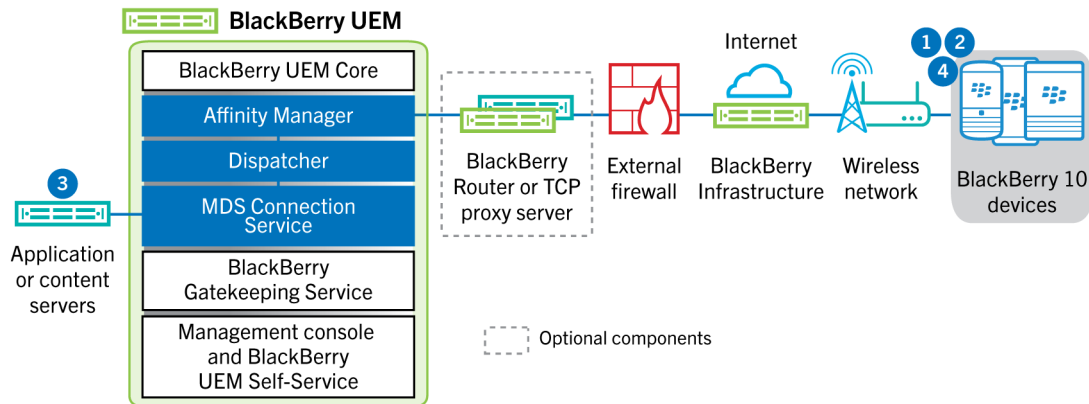 BlackBerry UEM
BlackBerry UEM Core
Affinity Manager
Dispatcher
MDS Connection
Service
BlackBerry
Gatekeeping Service
Management console
and BlackBerry
UEM Self-Service
3
Application
or content
servers
BlackBerry
Router or TCP
proxy server
External
firewall
Internet
BlackBerry
Infrastructure
Wireless
network
1 2
4
BlackBerry 10
devices
Optional components